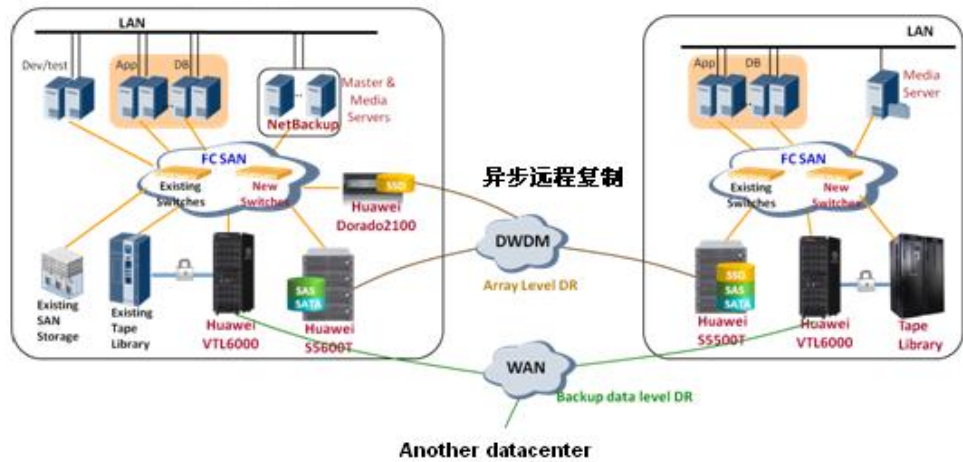 LAN
Dev/test
App
DB
Master &
Media
Servers
NetBackup
FC SAN
Existing
Switches
New
Switches
SSD
Huawei
Dorado2100
Existing
SAN
Storage
Existing
Tape
Library
Huawei
VTL6000
SAS
SATA
Huawei
S5600T
异步远程复制
DWDM
Array Level DR
WAN
Backup data level DR
Another datacenter
LAN
App
DB
Media
Server
FC SAN
Existing
Switches
New
Switches
SSD
SAS
SATA
Huawei
S5500T
Huawei
VTL6000
Tape
Library